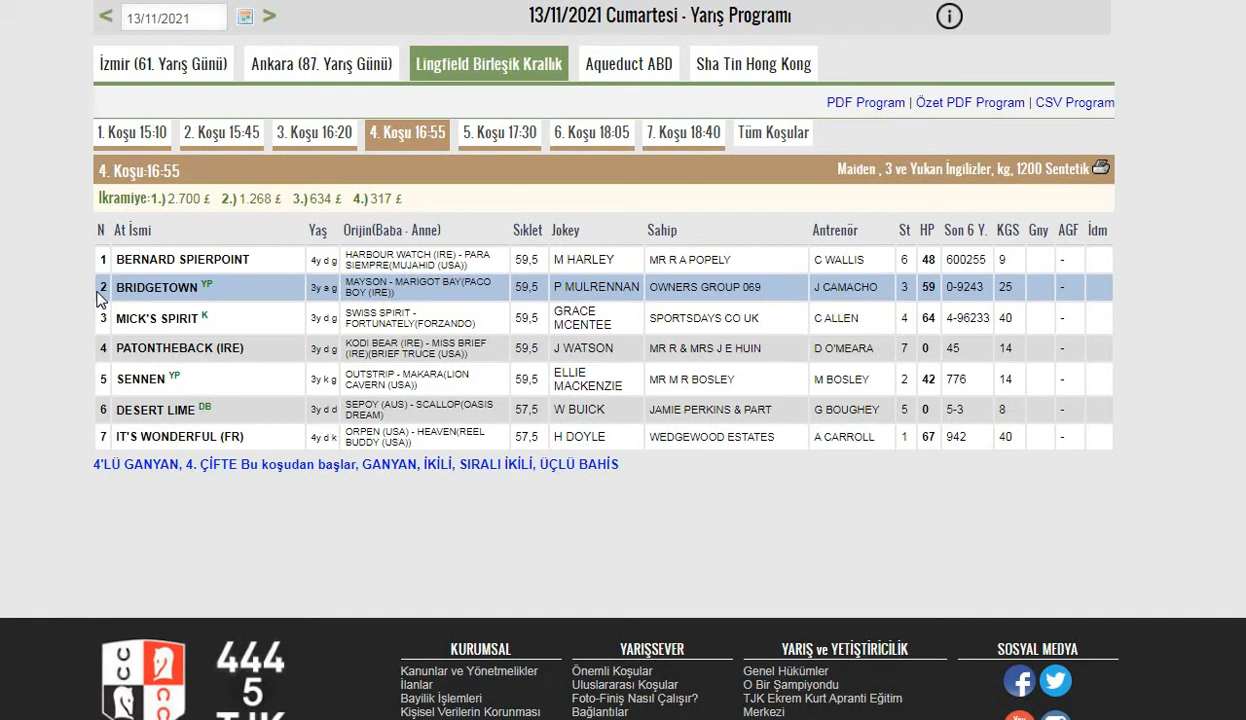 <
13/11/2021
>
13/11/2021 Cumartesi - Yarış Programı
İzmir (61. Yarış Günü)
Ankara (87. Yarış Günü)
Lingfield Birleşik Krallık
Aqueduct ABD
Sha Tin Hong Kong
PDF Program | Özet PDF Program | CSV Program
1. Koşu 15:10
2. Koşu 15:45
3. Koşu 16:20
4. Koşu 16:55
5. Koşu 17:30
6. Koşu 18:05
7. Koşu 18:40
Tüm Koşular
4. Koşu:16:55
Maiden , 3 ve Yukarı İngilizler, kg, 1200 Sentetik
İkramiye:1.) 2.700 £ 2.) 1.268 £ 3.) 634 £ 4.) 317 £
N At İsmi Yaş Orijin(Baba - Anne) Sıklet Jokey Sahip Antrenör St HP Son 6 Y. KGS Gny AGF İdm
1 BERNARD SPIERPOINT 4y d g HARBOUR WATCH (IRE) - PARA SIEMPRE(MUJAHID (USA)) 59,5 M HARLEY MR R A POPELY C WALLIS 6 48 600255 9 -
2 BRIDGETOWN YP 3y a g MAYSON - MARIGOT BAY(PACO BOY (IRE)) 59,5 P MULRENNAN OWNERS GROUP 069 J CAMACHO 3 59 0-9243 25 -
3 MICK'S SPIRIT K 3y d g SWISS SPIRIT - FORTUNATELY(FORZANDO) 59,5 GRACE MCENTEE SPORTSDAYS CO UK C ALLEN 4 64 4-96233 40 -
4 PATONTHEBACK (IRE) 3y d g KODI BEAR (IRE) - MISS BRIEF (IRE)(BRIEF TRUCE (USA)) 59,5 J WATSON MR R & MRS J E HUIN D O'MEARA 7 0 45 14 -
5 SENNEN YP 3y k g OUTSTRIP - MAKARA(LION CAVERN (USA)) 59,5 ELLIE MACKENZIE MR M R BOSLEY M BOSLEY 2 42 776 14 -
6 DESERT LIME DB 3y d d SEPOY (AUS) - SCALLOP(OASIS DREAM) 57,5 W BUICK JAMIE PERKINS & PART G BOUGHEY 5 0 5-3 8 -
7 IT'S WONDERFUL (FR) 4y d k ORPEN (USA) - HEAVEN(REEL BUDDY (USA)) 57,5 H DOYLE WEDGEWOOD ESTATES A CARROLL 1 67 942 40 -
4'LÜ GANYAN, 4. ÇİFTE Bu koşudan başlar, GANYAN, İKİLİ, SIRALI İKİLİ, ÜÇLÜ BAHİS
444
5
TJK
KURUMSAL
Kanunlar ve Yönetmelikler
İlanlar
Bayilik İşlemleri
Kişisel Verilerin Korunması
YARIŞSEVER
Önemli Koşular
Uluslararası Koşular
Foto-Finiş Nasıl Çalışır?
Bağlantılar
YARIŞ ve YETİŞTİRİCİLİK
Genel Hükümler
O Bir Şampiyondu
TJK Ekrem Kurt Apranti Eğitim
Merkezi
SOSYAL MEDYA